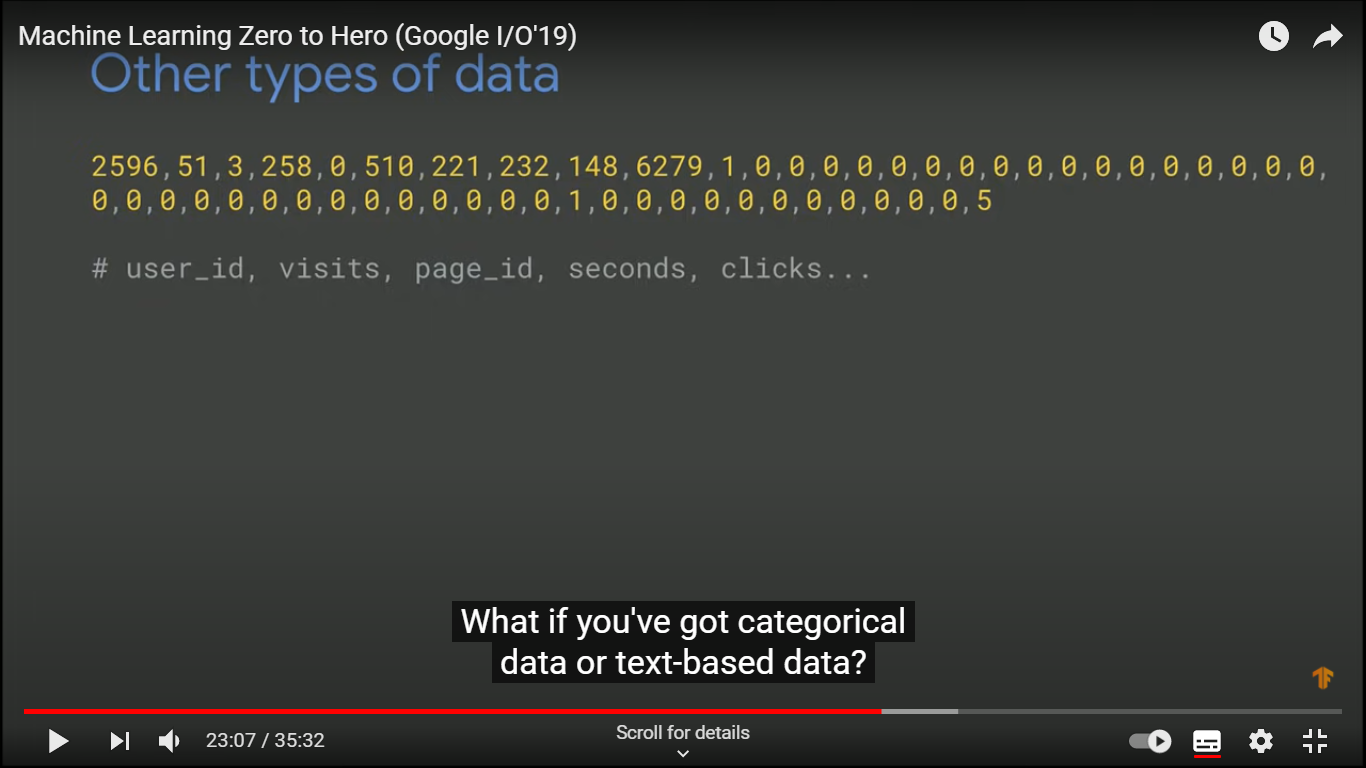 Machine Learning Zero to Hero (Google I/O'19)
Other types of data
2596,51,3,258,0,510,221,232,148,6279,1,0,0,0,0,0,0,0,0,0,0,0,0,0,0,0,0,0,
0,0,0,0,0,0,0,0,0,0,0,0,0,0,1,0,0,0,0,0,0,0,0,0,0,0,5
# user_id, visits, page_id, seconds, clicks...
What if you've got categorical
data or text-based data?
23:07 / 35:32
Scroll for details